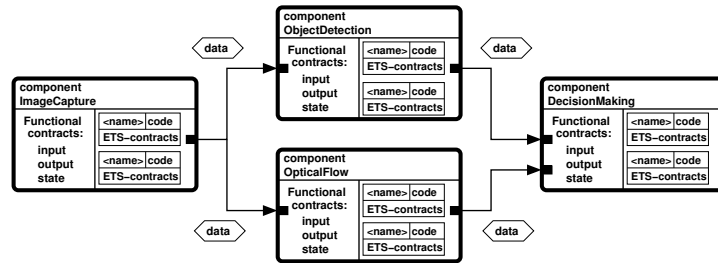 component
ImageCapture
Functional
contracts:
input
output
state
<name> code
ETS–contracts
<name> code
ETS–contracts
data
data
component
ObjectDetection
Functional
contracts:
input
output
state
<name> code
ETS–contracts
<name> code
ETS–contracts
component
OpticalFlow
Functional
contracts:
input
output
state
<name> code
ETS–contracts
<name> code
ETS–contracts
data
data
component
DecisionMaking
Functional
contracts:
input
output
state
<name> code
ETS–contracts
<name> code
ETS–contracts